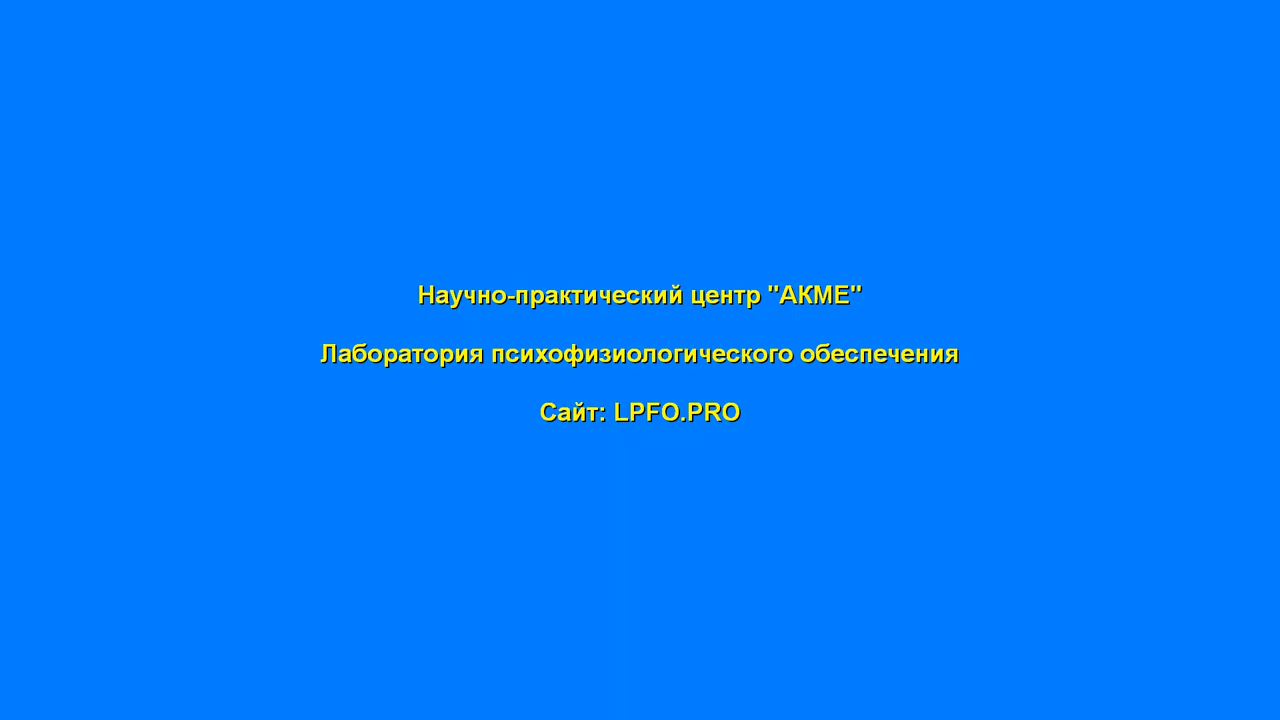 Научно-практический центр "АКМЕ"
Лаборатория психофизиологического обеспечения
Сайт: LPFO.PRO